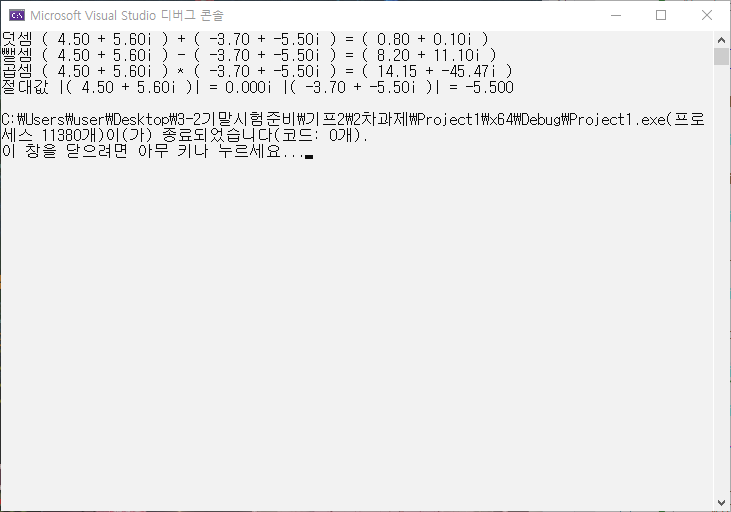 Microsoft Visual Studio 디버그 콘솔
덧셈 ( 4.50 + 5.60i ) + ( -3.70 + -5.50i ) = ( 0.80 + 0.10i )
뺄셈 ( 4.50 + 5.60i ) - ( -3.70 + -5.50i ) = ( 8.20 + 11.10i )
곱셈 ( 4.50 + 5.60i ) * ( -3.70 + -5.50i ) = ( 14.15 + -45.47i )
절대값 |( 4.50 + 5.60i )| = 0.000i |( -3.70 + -5.50i )| = -5.500
C:₩Users₩user₩Desktop₩3-2기말시험준비₩기프2₩2차과제₩Project1₩x64₩Debug₩Project1.exe(프로
세스 11380개)이(가) 종료되었습니다(코드: 0개).
이 창을 닫으려면 아무 키나 누르세요...